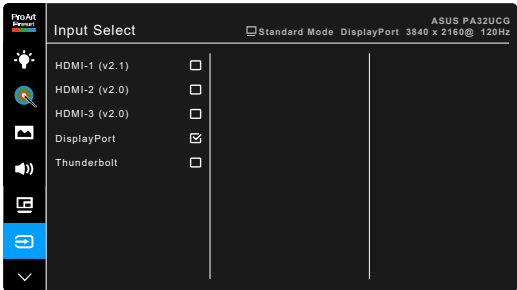 ProArt
Preset
Input Select
ASUS PA32UCG
Standard Mode DisplayPort 3840 x 2160@ 120Hz
HDMI-1 (v2.1)
HDMI-2 (v2.0)
HDMI-3 (v2.0)
DisplayPort
Thunderbolt